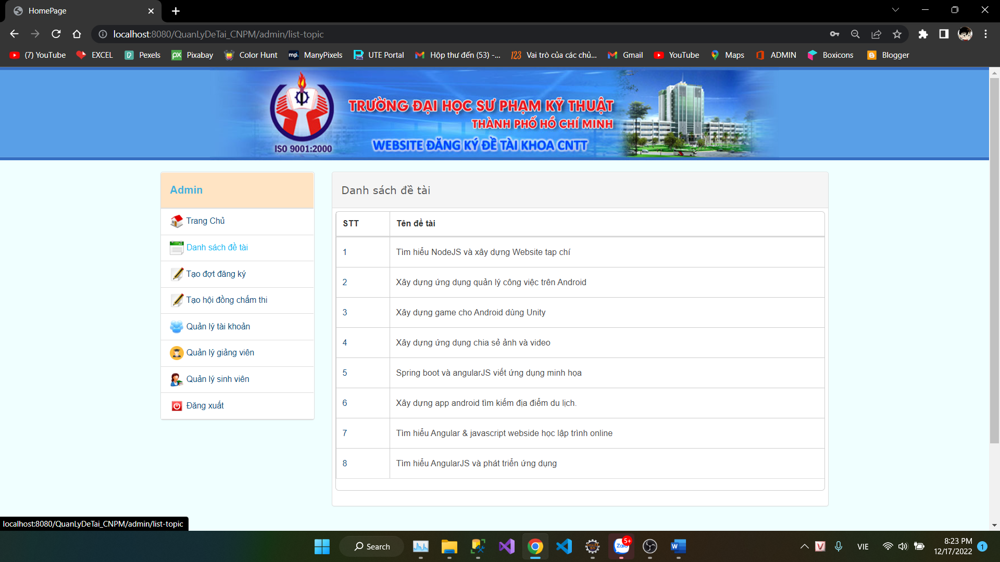 HomePage
localhost:8080/QuanLyDeTai_CNPM/admin/list-topic
(7) YouTube
EXCEL
Pexels
Pixabay
Color Hunt
ManyPixels
UTE Portal
Hộp thư đến (53) -...
Vai trò của các chủ...
Gmail
YouTube
Maps
ADMIN
Boxicons
Blogger
TRƯỜNG ĐẠI HỌC SƯ PHẠM KỸ THUẬT
THÀNH PHỐ HỒ CHÍ MINH
WEBSITE ĐĂNG KÝ ĐỀ TÀI KHOA CNTT
ISO 9001:2000
Admin
Trang Chủ
Danh sách đề tài
Tạo đợt đăng ký
Tạo hội đồng chấm thi
Quản lý tài khoản
Quản lý giảng viên
Quản lý sinh viên
Đăng xuất
Danh sách đề tài
STT Tên đề tài
1 Tìm hiểu NodeJS và xây dựng Website tap chí
2 Xây dựng ứng dụng quản lý công việc trên Android
3 Xây dựng game cho Android dùng Unity
4 Xây dựng ứng dụng chia sẻ ảnh và video
5 Spring boot và angularJS viết ứng dụng minh họa
6 Xây dựng app android tìm kiếm địa điểm du lịch.
7 Tìm hiểu Angular & javascript webside học lập trình online
8 Tìm hiểu AngularJS và phát triển ứng dụng
localhost:8080/QuanLyDeTai_CNPM/admin/list-topic
Search
Zalo
5+
VIE
8:23 PM
12/17/2022
1